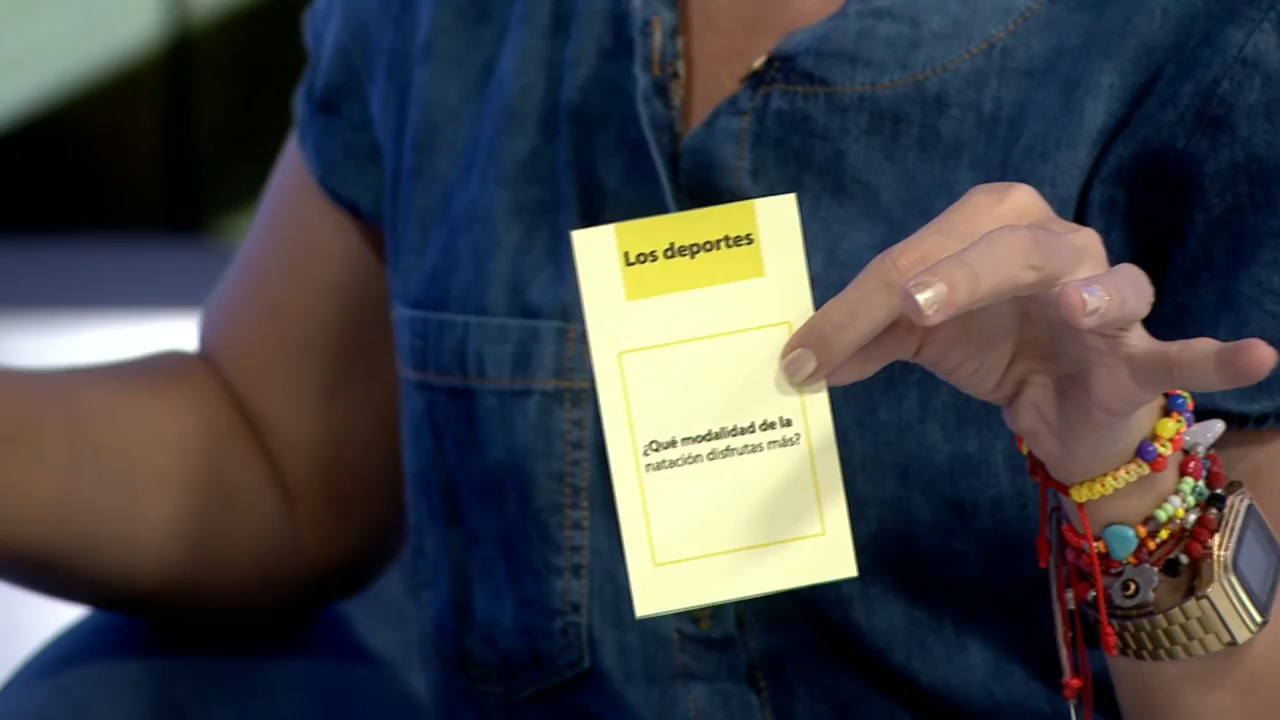 Los deportes
¿Qué modalidad de la
natación disfrutas más?